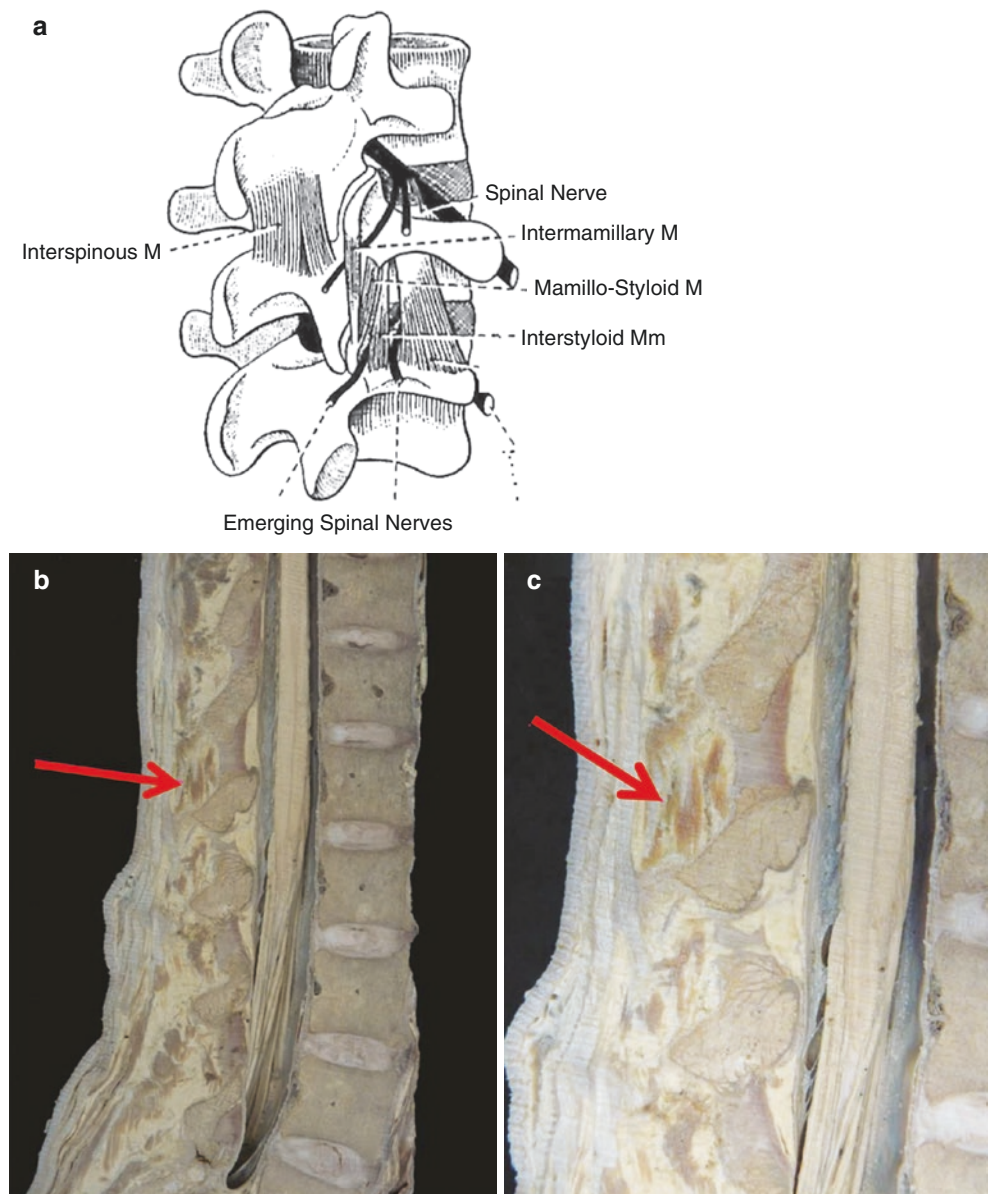 a
Spinal Nerve
Intermamillary M
Interspinous M
Mamillo-Styloid M
Interstyloid Mm
Emerging Spinal Nerves
b
c